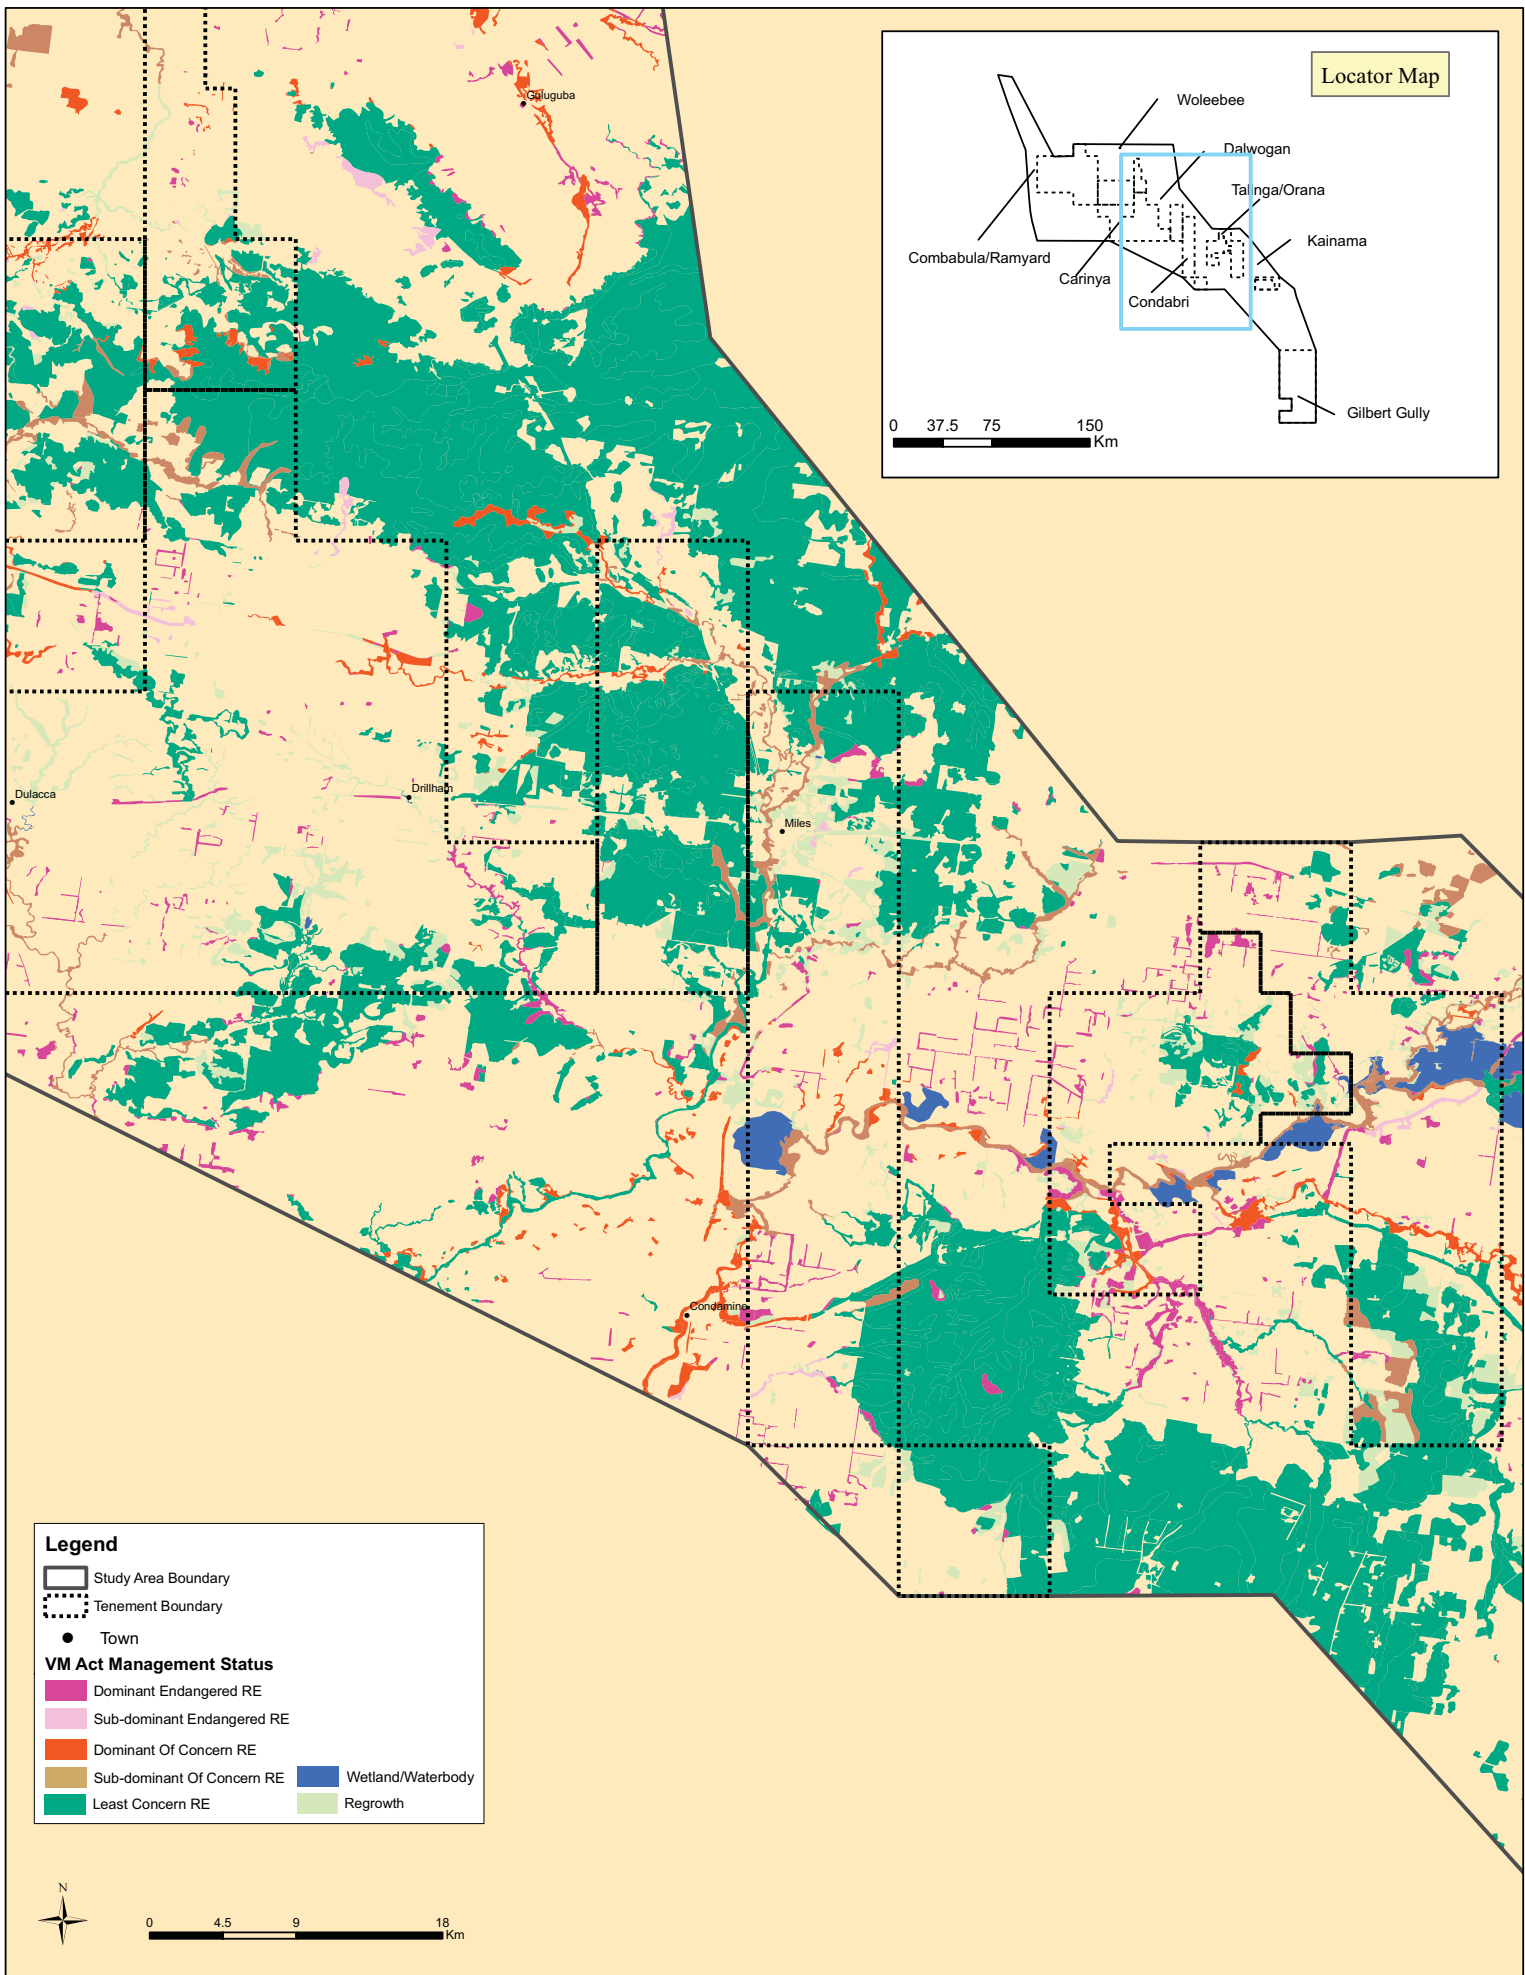 Locator Map
Woleebee
Dalwogan
Talinga/Orana
Kainama
Combabula/Ramyard
Carinya
Condabri
Gilbert Gully
0 37.5 75 150
Km
Guluguba
Dulacca
Drillham
Miles
Condamine
Legend
Study Area Boundary
Tenement Boundary
Town
VM Act Management Status
Dominant Endangered RE
Sub-dominant Endangered RE
Dominant Of Concern RE
Sub-dominant Of Concern RE
Wetland/Waterbody
Least Concern RE
Regrowth
N
0 4.5 9 18
Km